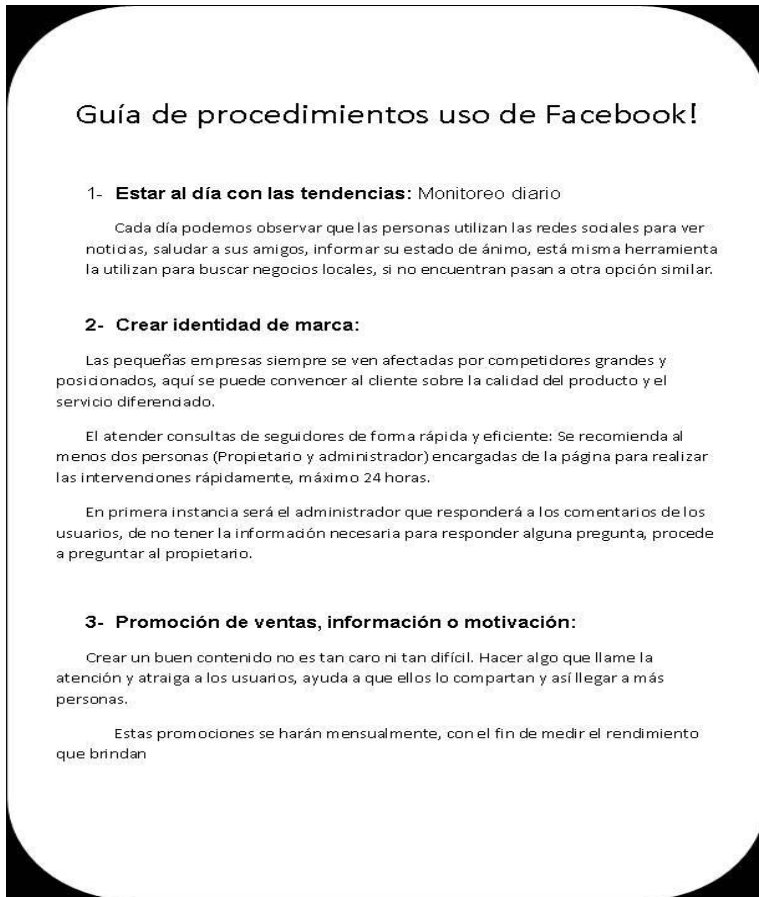 Guía de procedimientos uso de Facebook!
1- Estar al día con las tendencias: Monitoreo diario
Cada día podemos observar que las personas utilizan las redes sociales para ver
noticias, saludar a sus amigos, informar su estado de ánimo, está misma herramienta
la utilizan para buscar negocios locales, si no encuentran pasan a otra opción similar.
2- Crear identidad de marca:
Las pequeñas empresas siempre se ven afectadas por competidores grandes y
posicionados, aquí se puede convencer al cliente sobre la calidad del producto y el
servicio diferenciado.
El atender consultas de seguidores de forma rápida y eficiente: Se recomienda al
menos dos personas (Propietario y administrador) encargadas de la página para realizar
las intervenciones rápidamente, máximo 24 horas.
En primera instancia será el administrador que responderá a los comentarios de los
usuarios, de no tener la información necesaria para responder alguna pregunta, procede
a preguntar al propietario.
3- Promoción de ventas, información o motivación:
Crear un buen contenido no es tan caro ni tan difícil. Hacer algo que llame la
atención y atraiga a los usuarios, ayuda a que ellos lo compartan y así llegar a más
personas.
Estas promociones se harán mensualmente, con el fin de medir el rendimiento
que brindan